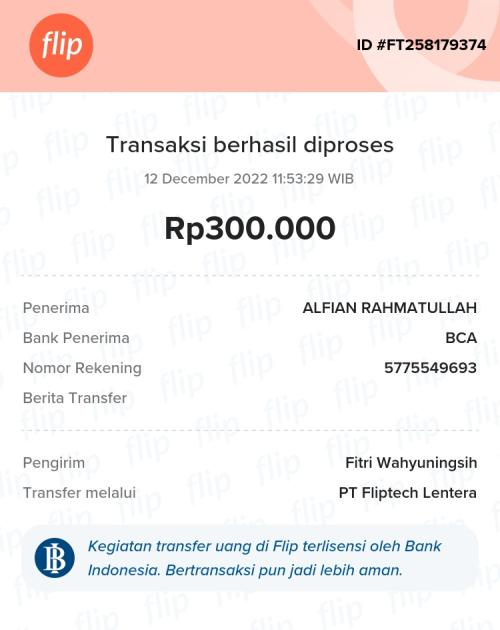 flip
ID #FT258179374
Transaksi berhasil diproses
12 December 2022 11:53:29 WIB
Rp300.000
Penerima ALFIAN RAHMATULLAH
Bank Penerima BCA
Nomor Rekening 5775549693
Berita Transfer
Pengirim Fitri Wahyuningsih
Transfer melalui PT Fliptech Lentera
Kegiatan transfer uang di Flip terlisensi oleh Bank
Indonesia. Bertransaksi pun jadi lebih aman.